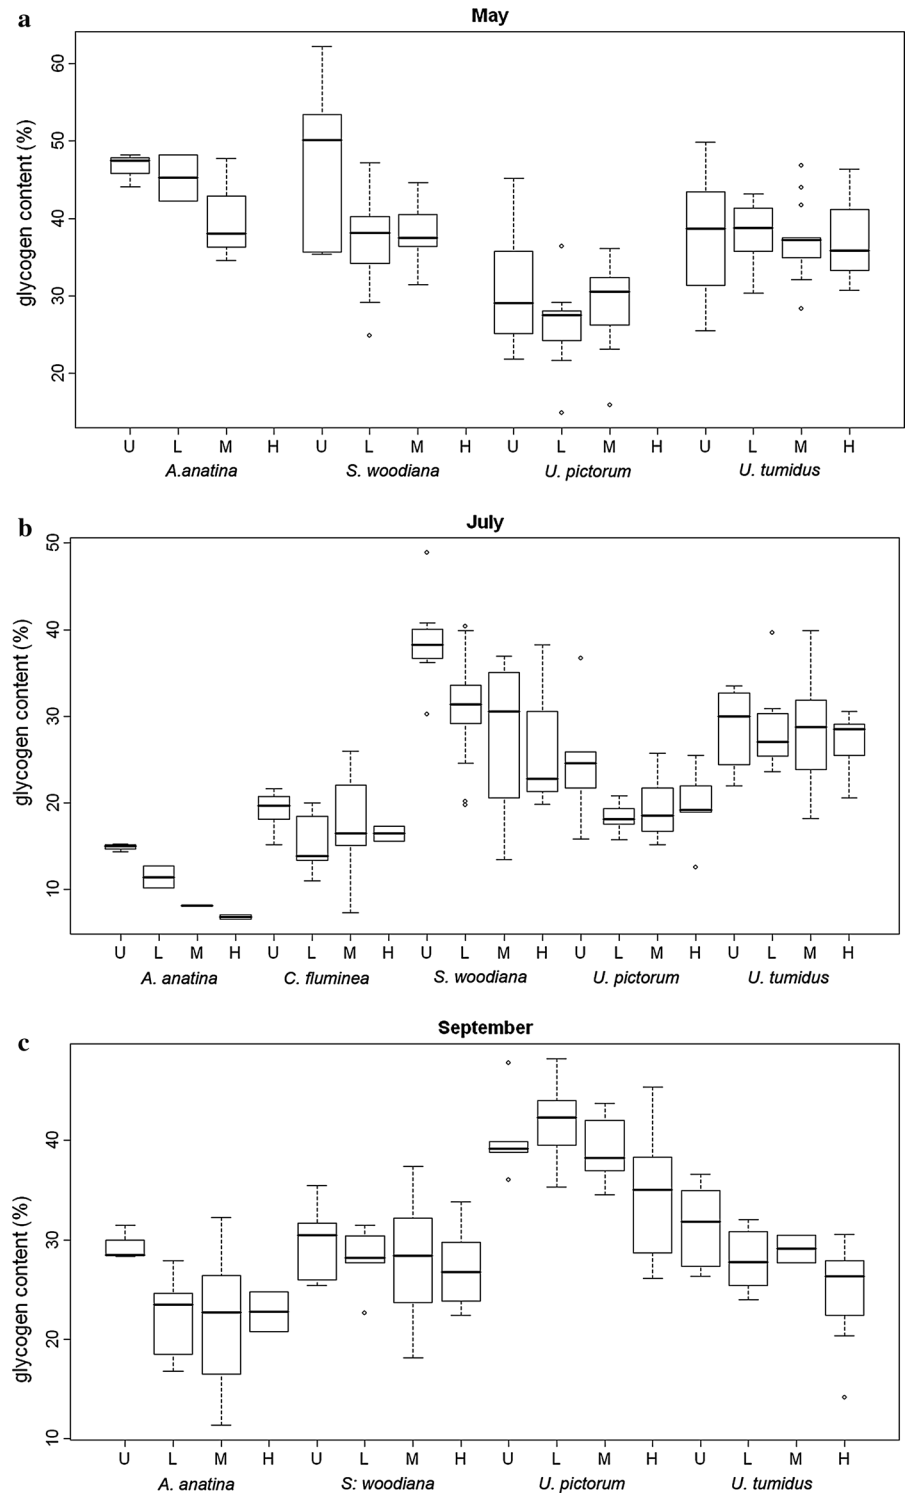 a
May
glycogen content (%)
60
50
40
30
20
U L M H U L M H U L M H U L M H
A.anatina S. woodiana U. pictorum U. tumidus
b
July
glycogen content (%)
50
40
30
20
10
U L M H U L M H U L M H U L M H U L M H
A. anatina C. fluminea S. woodiana U. pictorum U. tumidus
c
September
glycogen content (%)
40
30
20
10
U L M H U L M H U L M H U L M H
A. anatina S: woodiana U. pictorum U. tumidus